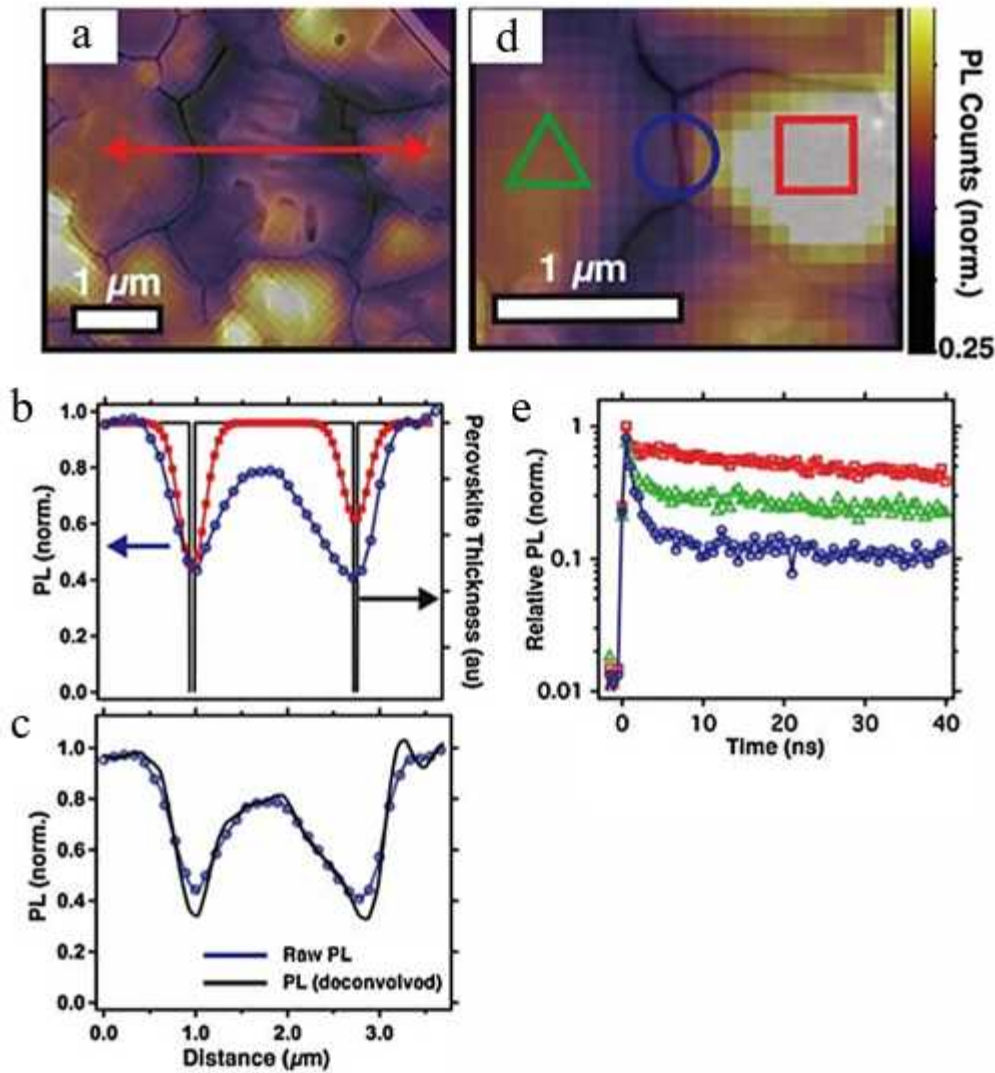 a
1 μm
d
1 μm
PL Counts (norm.)
0.25
b
PL (norm.)
1.0
0.8
0.6
0.4
0.2
0.0
Perovskite Thickness (au)
c
PL (norm.)
1.0
0.8
0.6
0.4
0.2
0.0
Raw PL
PL (deconvolved)
0.0 1.0 2.0 3.0
Distance (μm)
e
Relative PL (norm.)
1
0.1
0.01
0 10 20 30 40
Time (ns)